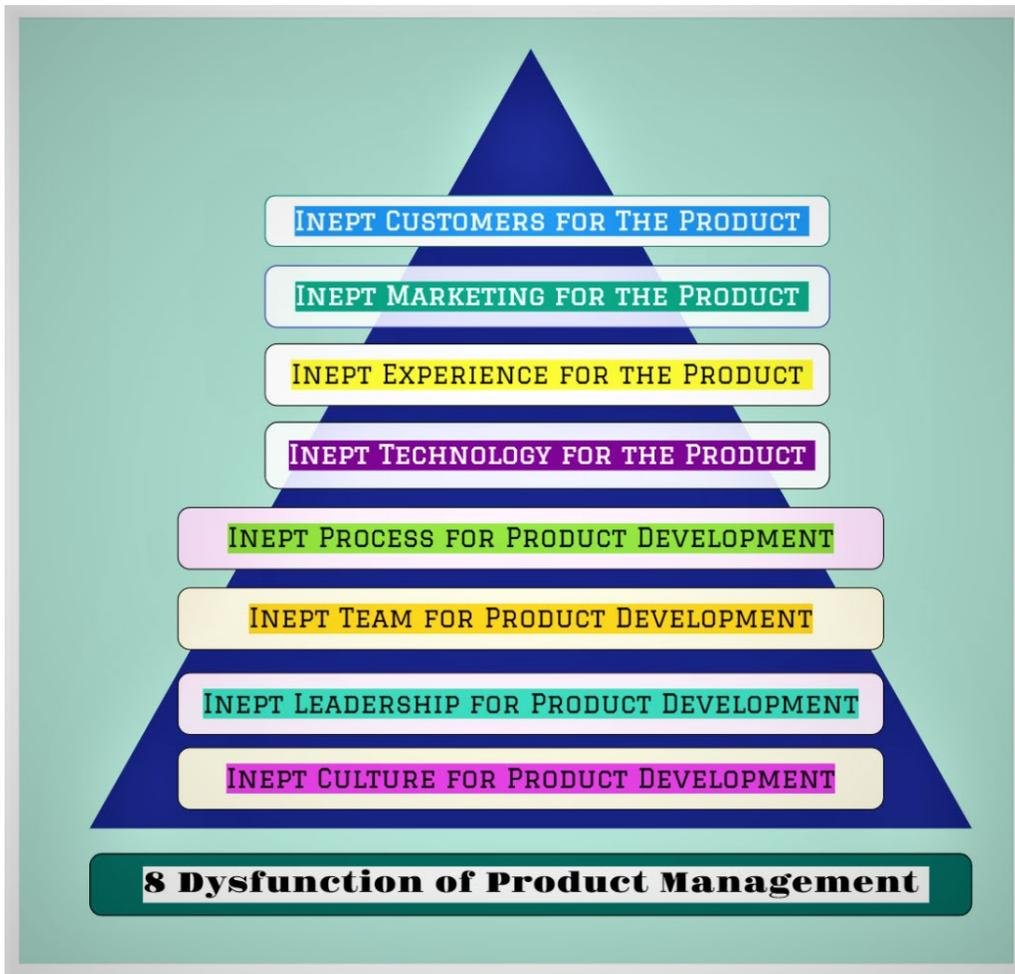 Inept Customers for The Product
Inept Marketing for the Product
Inept Experience for the Product
Inept Technology for the Product
Inept Process for Product Development
Inept Team for Product Development
Inept Leadership for Product Development
Inept Culture for Product Development
8 Dysfunction of Product Management